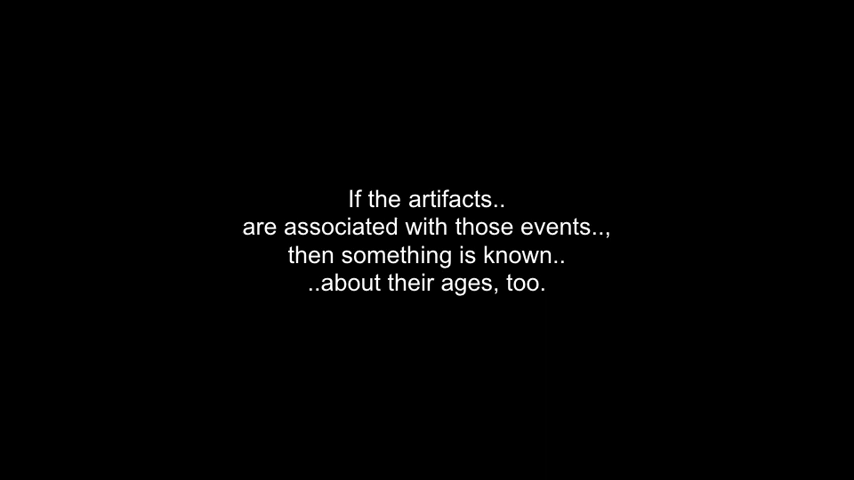 If the artifacts..
are associated with those events..,
then something is known..
..about their ages, too.